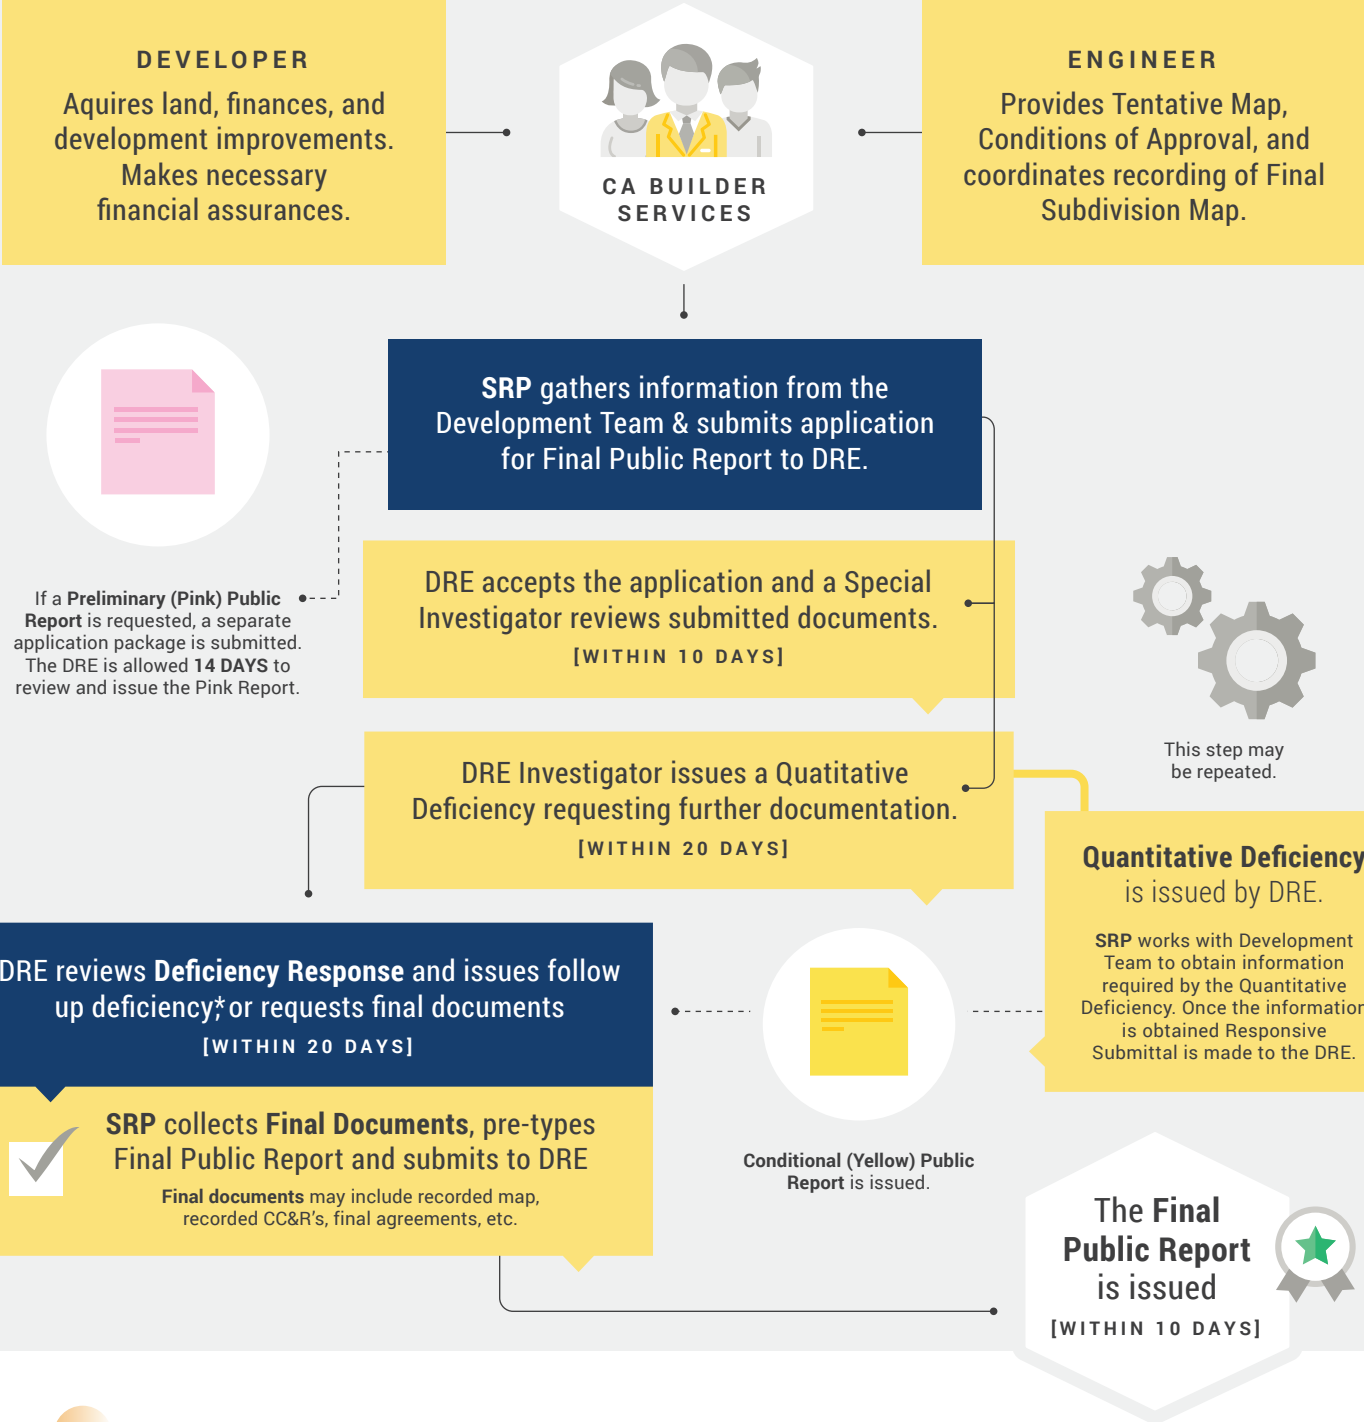 DEVELOPER
Aquires land, finances, and
development improvements.
Makes necessary
financial assurances.
CA BUILDER
SERVICES
ENGINEER
Provides Tentative Map,
Conditions of Approval, and
coordinates recording of Final
Subdivision Map.
SRP gathers information from the
Development Team & submits application
for Final Public Report to DRE.
If a Preliminary (Pink) Public
Report is requested, a separate
application package is submitted.
The DRE is allowed 14 DAYS to
review and issue the Pink Report.
DRE accepts the application and a Special
Investigator reviews submitted documents.
[WITHIN 10 DAYS]
This step may
be repeated.
DRE Investigator issues a Quatitative
Deficiency requesting further documentation.
[WITHIN 20 DAYS]
Quantitative Deficiency
is issued by DRE.
SRP works with Development
Team to obtain information
required by the Quantitative
Deficiency. Once the information
is obtained Responsive
Submittal is made to the DRE.
DRE reviews Deficiency Response and issues follow
up deficiency,* or requests final documents
[WITHIN 20 DAYS]
SRP collects Final Documents, pre-types
Final Public Report and submits to DRE
Final documents may include recorded map,
recorded CC&R's, final agreements, etc.
Conditional (Yellow) Public
Report is issued.
The Final
Public Report
is issued
[WITHIN 10 DAYS]